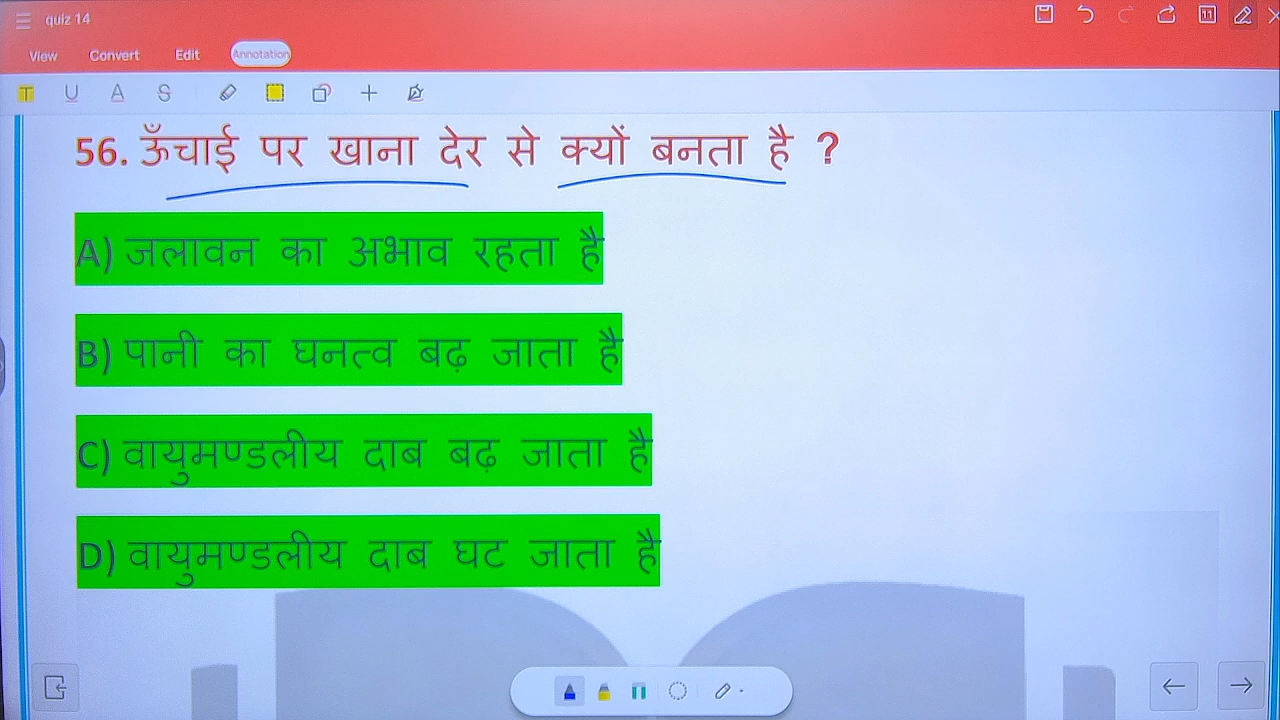 quiz 14
View Convert Edit Annotation
56. ऊँचाई पर खाना देर से क्यों बनता है ?
A) जलावन का अभाव रहता है
B) पानी का घनत्व बढ़ जाता है
C) वायुमण्डलीय दाब बढ़ जाता है
D) वायुमण्डलीय दाब घट जाता है